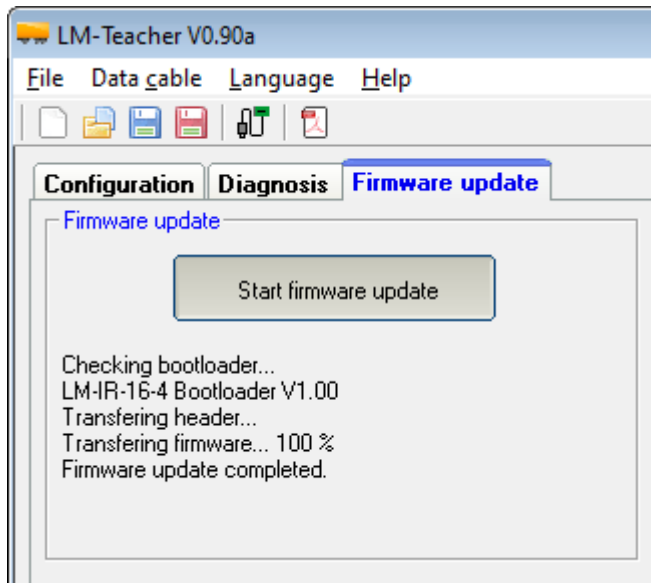 LM-Teacher V0.90a
File Data cable Language Help
Configuration Diagnosis Firmware update
Firmware update
Start firmware update
Checking bootloader...
LM-IR-16-4 Bootloader V1.00
Transfering header...
Transfering firmware... 100 %
Firmware update completed.